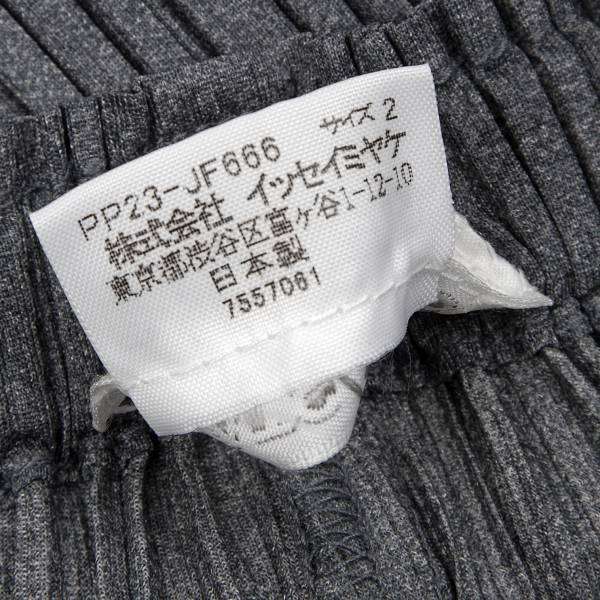 サイズ 2
PP23-JF666
株式会社 イッセイミヤケ
東京都渋谷区富ヶ谷1-12-10
日本製
7557061